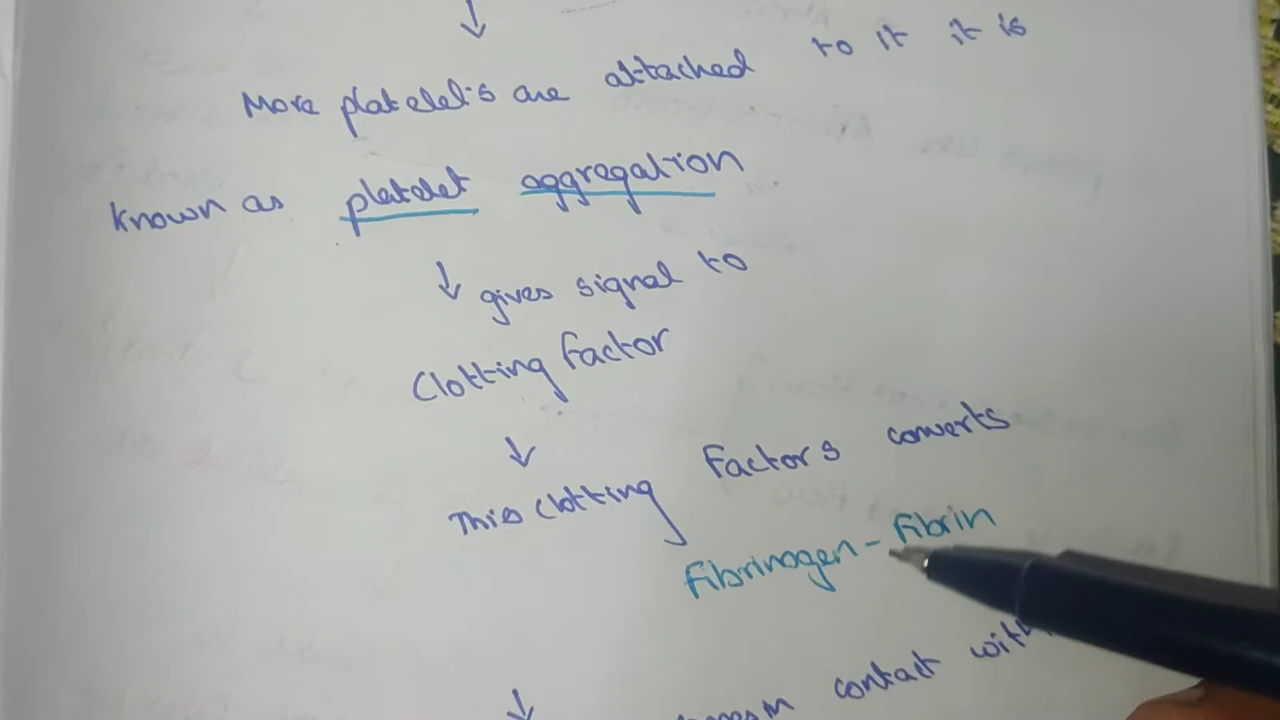 ↓
More platelets are attached to it it is
known as platelet aggregation
↓ gives signal to
Clotting factor
↓
This clotting factors converts
Fibrinogen - Fibrin
↓
contact with